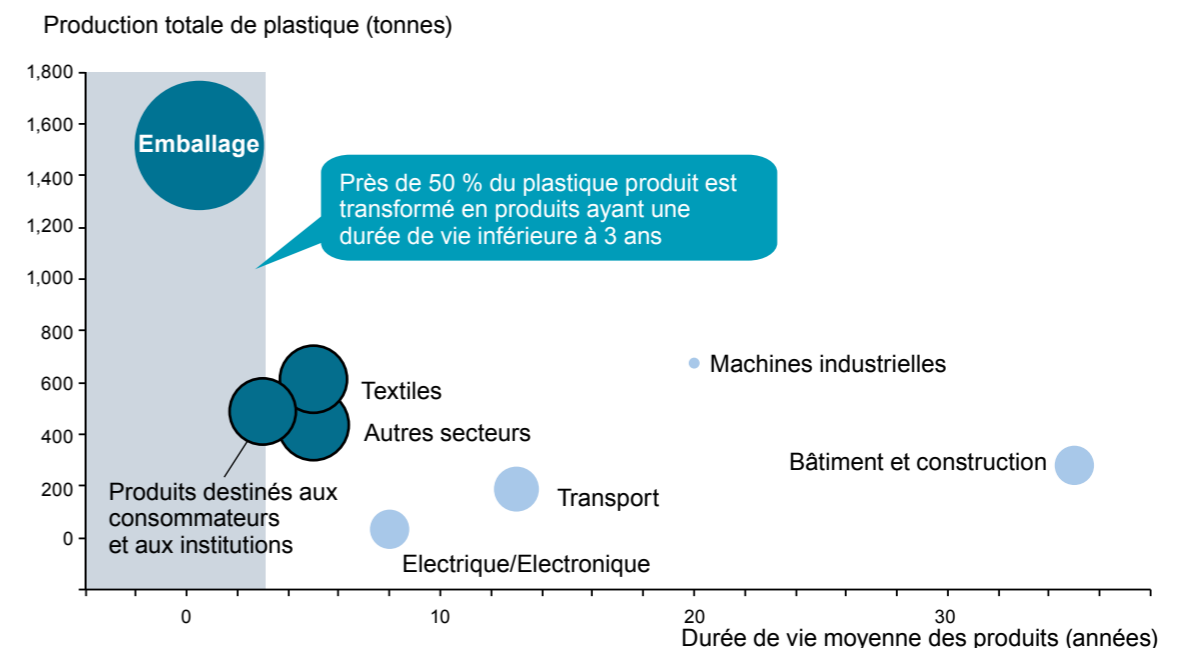 Production totale de plastique (tonnes)
1,800
1,600
1,400
1,200
1,000
800
600
400
200
0
Emballage
Près de 50 % du plastique produit est
transformé en produits ayant une
durée de vie inférieure à 3 ans
Machines industrielles
Textiles
Autres secteurs
Bâtiment et construction
Produits destinés aux
consommateurs
et aux institutions
Transport
Electrique/Electronique
0
10
20
30
Durée de vie moyenne des produits (années)